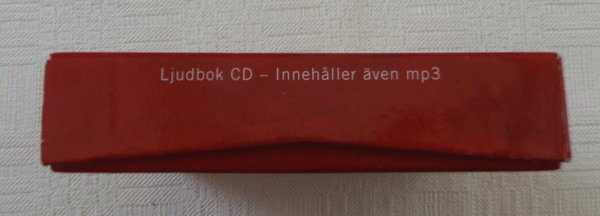 Ljudbok CD – Innehåller även mp3